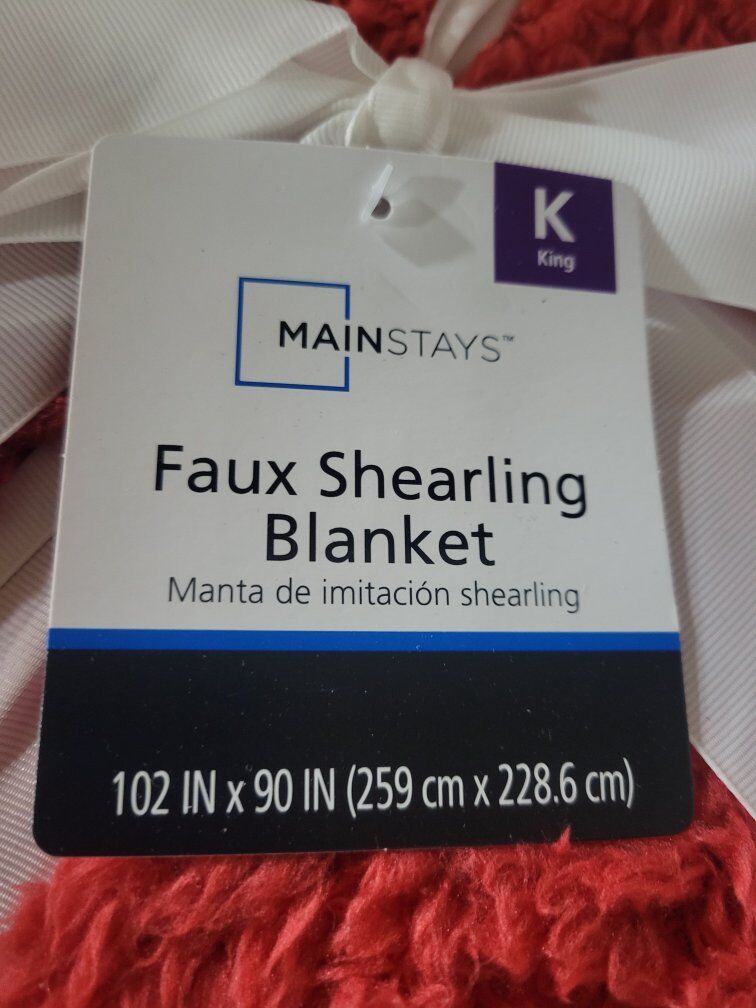 K
King
MAINSTAYS™
Faux Shearling
Blanket
Manta de imitación shearling
102 IN x 90 IN (259 cm x 228.6 cm)